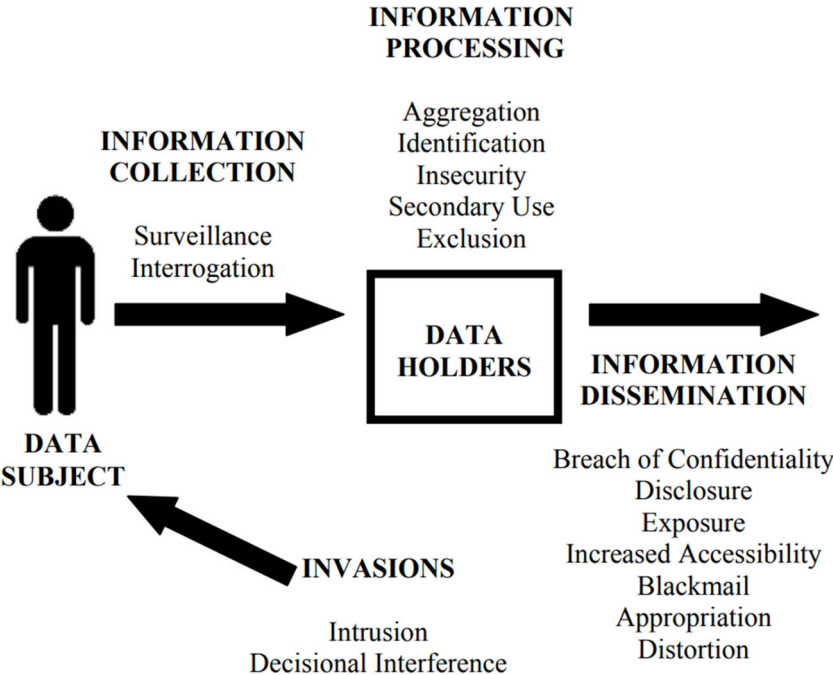 INFORMATION
PROCESSING
Aggregation
Identification
Insecurity
Secondary Use
Exclusion
INFORMATION
COLLECTION
Surveillance
Interrogation
DATA
HOLDERS
INFORMATION
DISSEMINATION
Breach of Confidentiality
Disclosure
Exposure
Increased Accessibility
Blackmail
Appropriation
Distortion
DATA
SUBJECT
INVASIONS
Intrusion
Decisional Interference